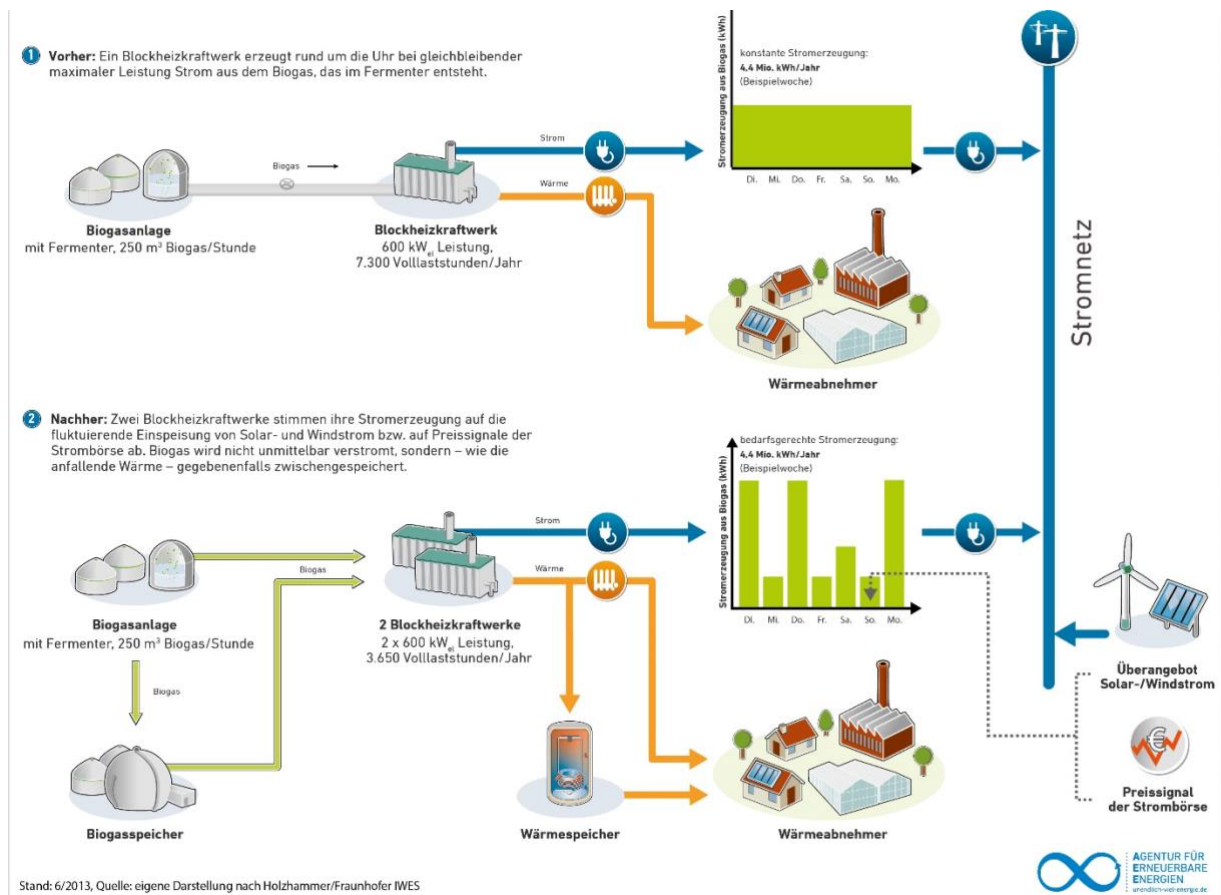 1 Vorher: Ein Blockheizkraftwerk erzeugt rund um die Uhr bei gleichbleibender
maximaler Leistung Strom aus dem Biogas, das im Fermenter entsteht.
Biogas
Biogasanlage
mit Fermenter, 250 m³ Biogas/Stunde
Blockheizkraftwerk
600 kWel Leistung,
7.300 Volllaststunden/Jahr
Strom
Wärme
Stromerzeugung aus Biogas (kWh)
konstante Stromerzeugung:
4,4 Mio. kWh/Jahr
(Beispielwoche)
Di. Mi. Do. Fr. Sa. So. Mo.
Wärmeabnehmer
Stromnetz
2 Nachher: Zwei Blockheizkraftwerke stimmen ihre Stromerzeugung auf die
fluktuierende Einspeisung von Solar- und Windstrom bzw. auf Preissignale der
Strombörse ab. Biogas wird nicht unmittelbar verstromt, sondern – wie die
anfallende Wärme – gegebenenfalls zwischengespeichert.
Biogasanlage
mit Fermenter, 250 m³ Biogas/Stunde
Biogas
Biogas
Biogasspeicher
2 Blockheizkraftwerke
2 x 600 kWel Leistung,
3.650 Volllaststunden/Jahr
Strom
Wärme
Wärmespeicher
Stromerzeugung aus Biogas (kWh)
bedarfsgerechte Stromerzeugung:
4,4 Mio. kWh/Jahr
(Beispielwoche)
Di. Mi. Do. Fr. Sa. So. Mo.
Wärmeabnehmer
Überangebot
Solar-/Windstrom
€
Preissignal
der Strombörse
Stand: 6/2013, Quelle: eigene Darstellung nach Holzhammer/Fraunhofer IWES
AGENTUR FÜR
ERNEUERBARE
ENERGIEN
unendlich-viel-energie.de